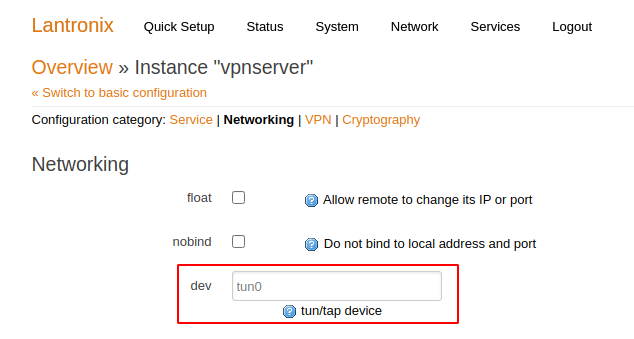 Lantronix Quick Setup Status System Network Services Logout
Overview » Instance "vpnserver"
« Switch to basic configuration
Configuration category: Service | Networking | VPN | Cryptography
Networking
float ? Allow remote to change its IP or port
nobind ? Do not bind to local address and port
dev tun0
? tun/tap device